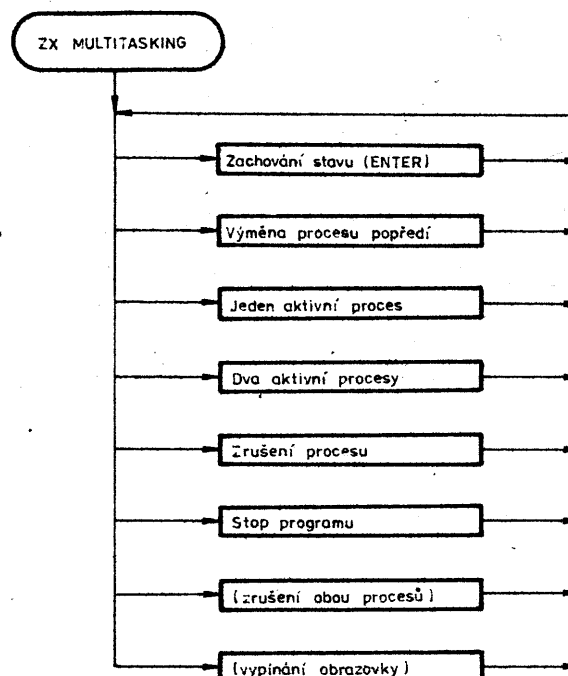 ZX MULTITASKING
Zachování stavu (ENTER)
Výměna procesu popředí
Jeden aktivní proces
Dva aktivní procesy
Zrušení procesu
Stop programu
(zrušení obou procesů)
(vypínání obrazovky)